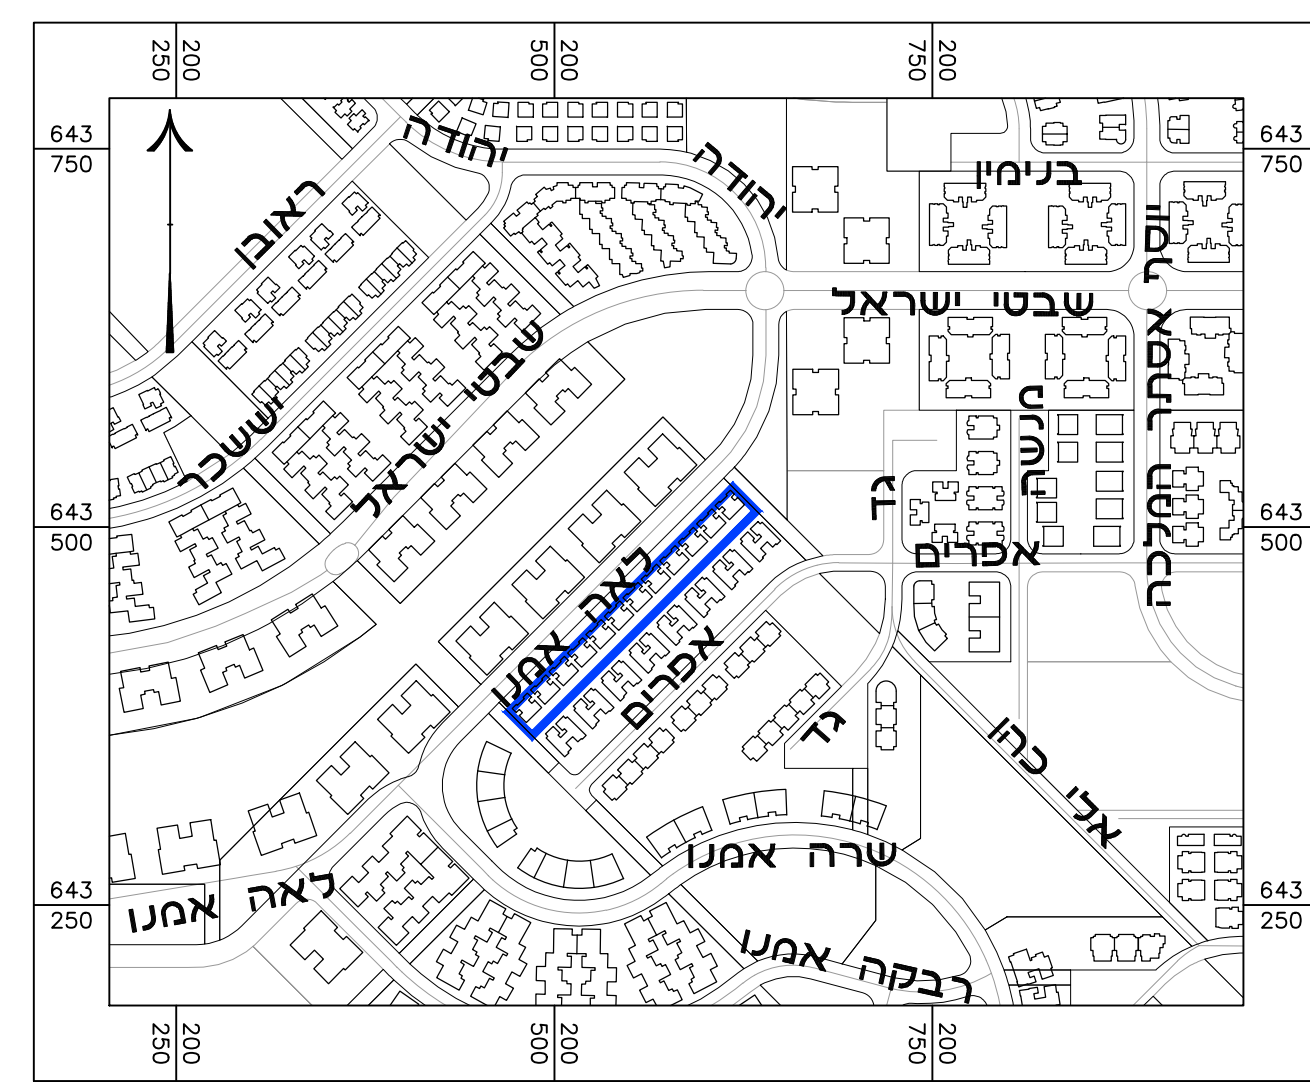 250 200
500 200
750 200
643
750
643
750
643
500
643
500
643
250
643
250
יהודה
יהודה
ראובן
בנימין
שמן
אסתר המלכה
שבטי ישראל
שבטי ישראל
יששכר
מנשה
גד
אפרים
לאה אמנו
אפרים
גד
אלי כהן
שרה אמנו
לאה אמנו
רבקה אמנו
250 200
500 200
750 200